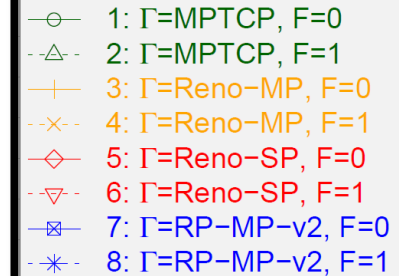 1: Γ=MPTCP, F=0
2: Γ=MPTCP, F=1
3: Γ=Reno−MP, F=0
4: Γ=Reno−MP, F=1
5: Γ=Reno−SP, F=0
6: Γ=Reno−SP, F=1
7: Γ=RP−MP−v2, F=0
8: Γ=RP−MP−v2, F=1